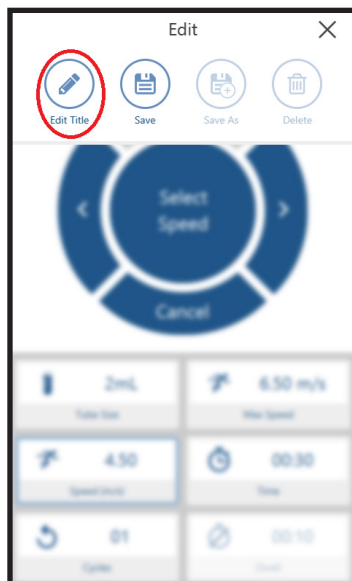 Edit
Edit Title Save Save As Delete
Select
Speed
Cancel
2mL 6.50 m/s
Tube Size Max Speed
4.50 00:30
Speed (m/s) Time
01 00:10
Cycles Dwell